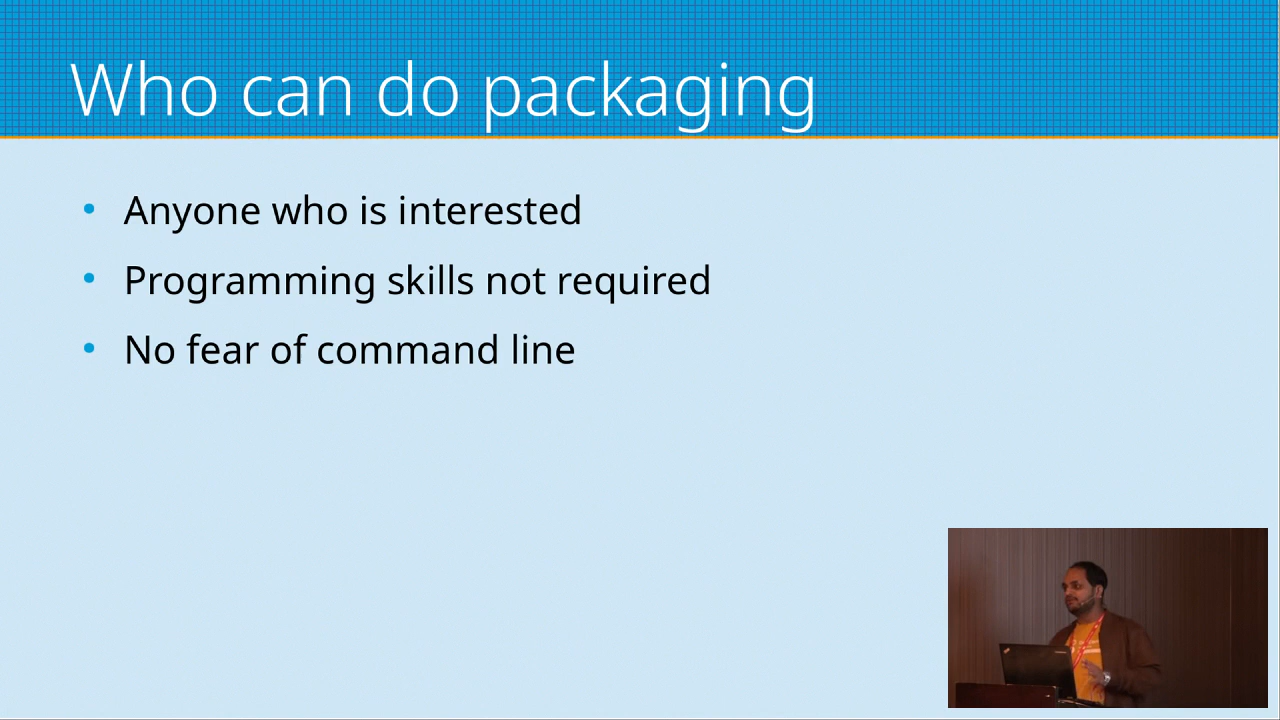 Who can do packaging
Anyone who is interested
Programming skills not required
No fear of command line